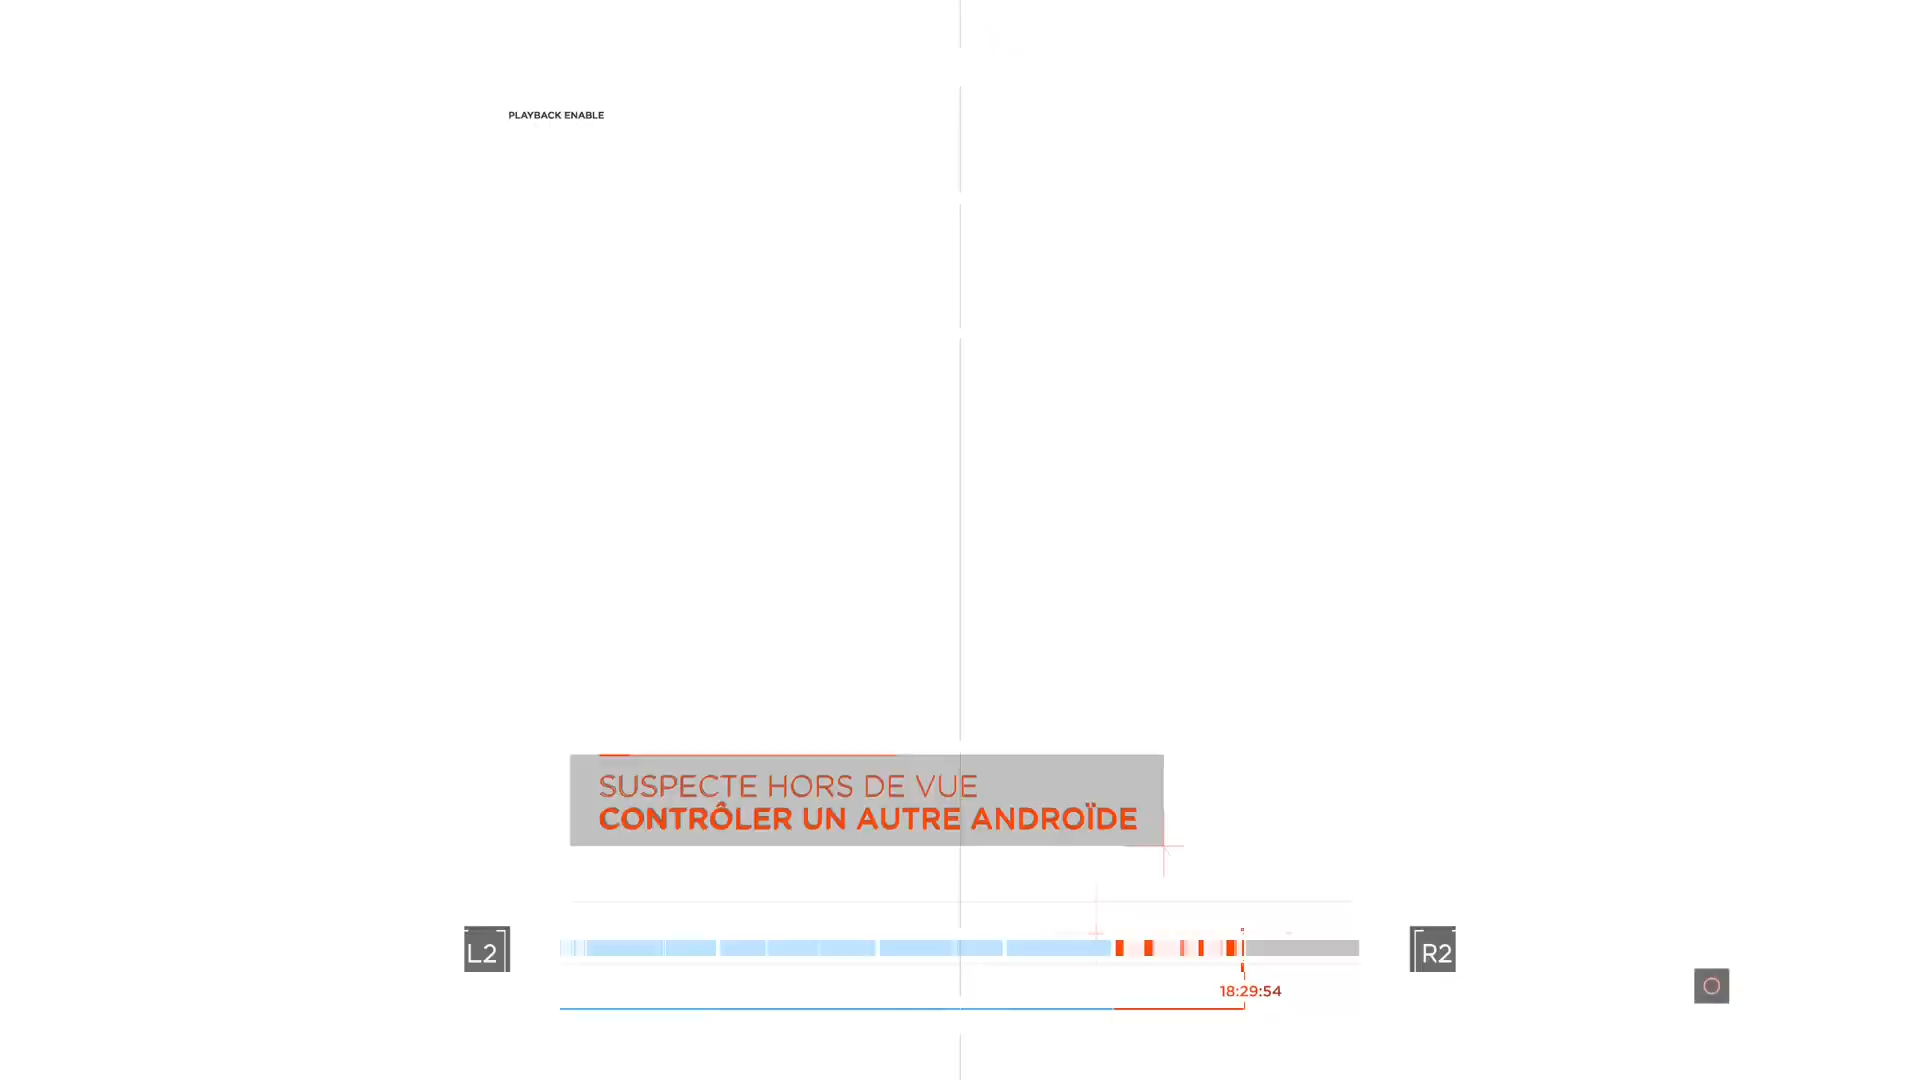 PLAYBACK ENABLE
SUSPECTE HORS DE VUE
CONTRÔLER UN AUTRE ANDROÏDE
L2
R2
18:29:54